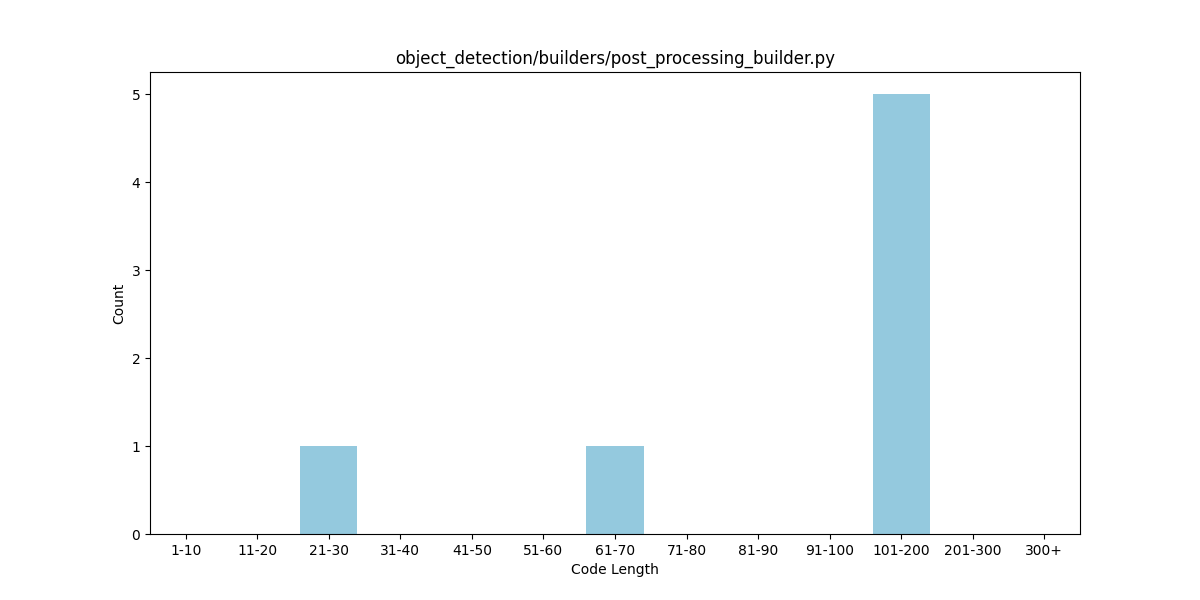 object_detection/builders/post_processing_builder.py
5
4
3
2
1
0
Count
1-10 11-20 21-30 31-40 41-50 51-60 61-70 71-80 81-90 91-100 101-200 201-300 300+
Code Length